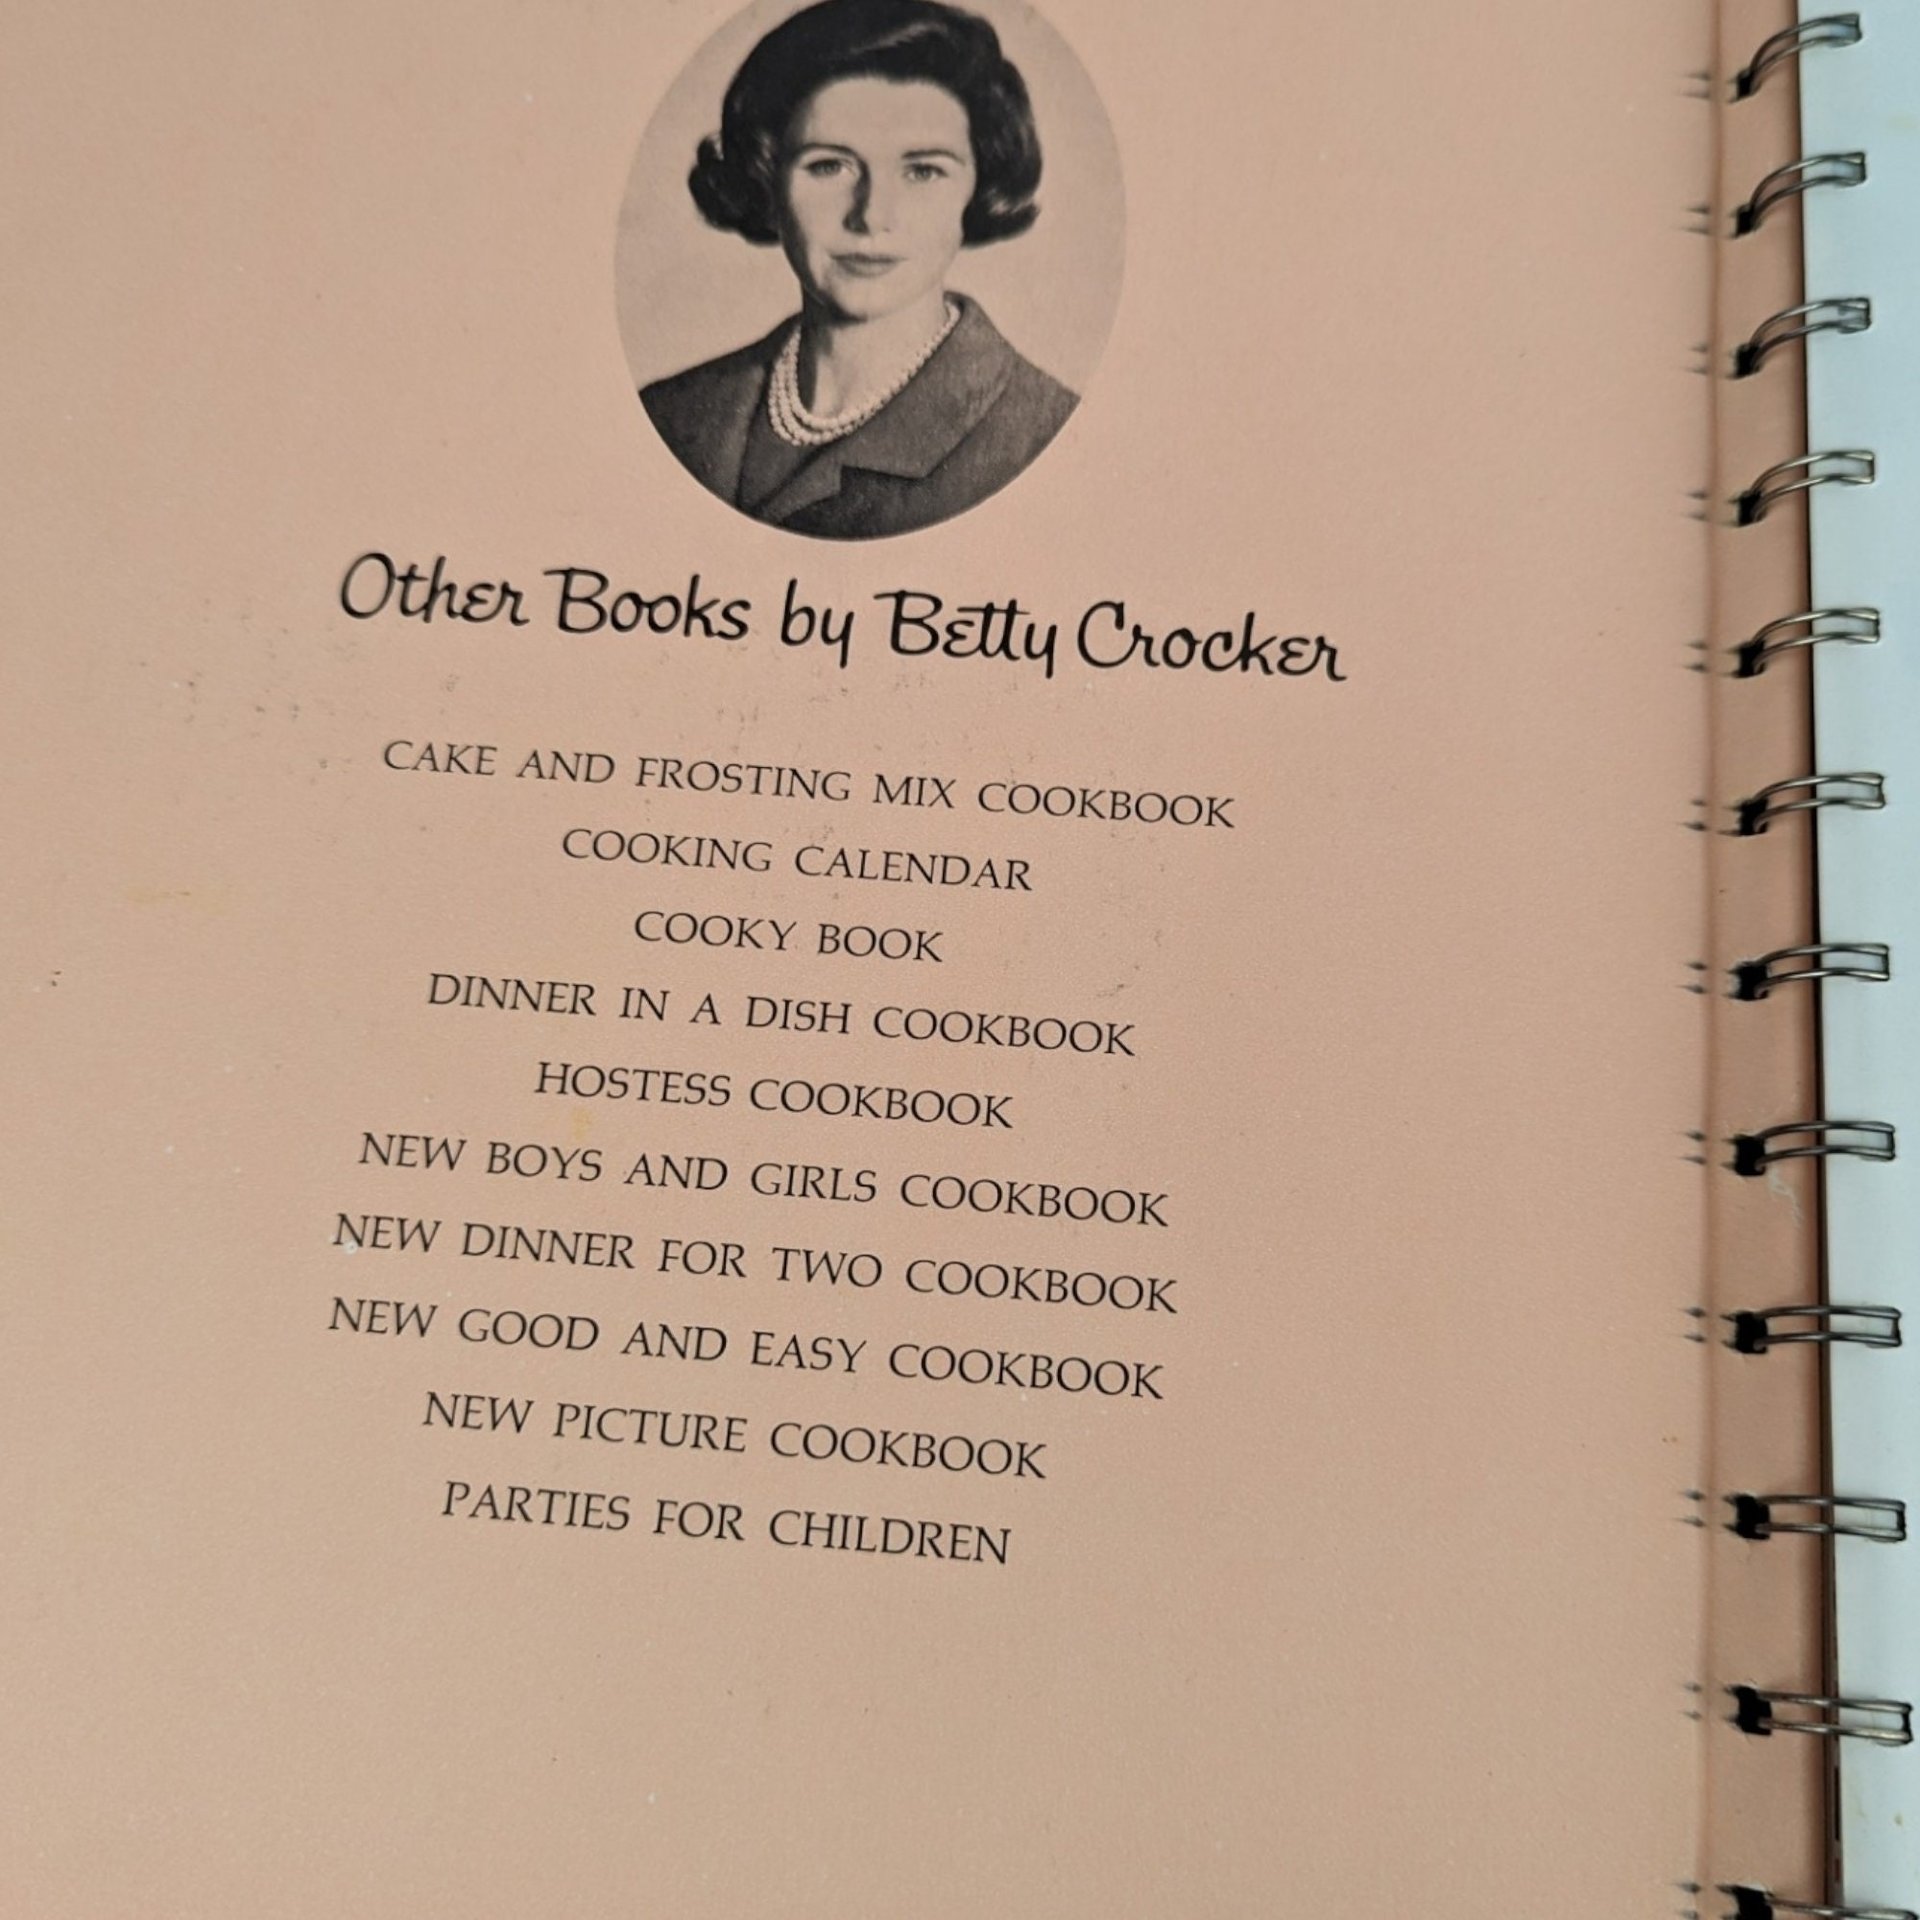 Other Books by Betty Crocker
CAKE AND FROSTING MIX COOKBOOK
COOKING CALENDAR
COOKY BOOK
DINNER IN A DISH COOKBOOK
HOSTESS COOKBOOK
NEW BOYS AND GIRLS COOKBOOK
NEW DINNER FOR TWO COOKBOOK
NEW GOOD AND EASY COOKBOOK
NEW PICTURE COOKBOOK
PARTIES FOR CHILDREN